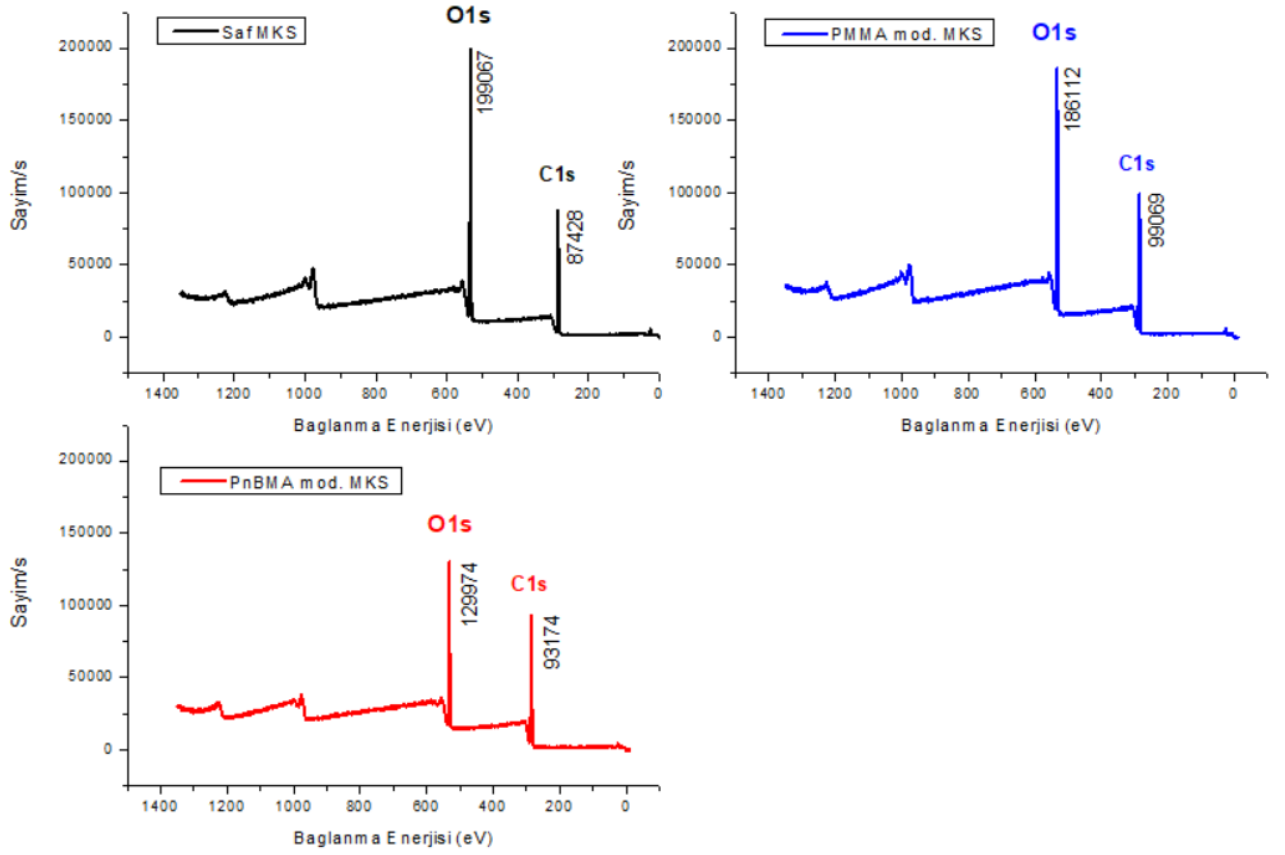 O1s
Saf MKS
199067
C1s
87428
200000
150000
100000
50000
0
Sayim/s
1400 1200 1000 800 600 400 200 0
Baglanma Enerjisi (eV)
O1s
PMMA mod. MKS
186112
C1s
99069
200000
150000
100000
50000
0
Sayim/s
1400 1200 1000 800 600 400 200 0
Baglanma Enerjisi (eV)
PnBMA mod. MKS
O1s
129974
C1s
93174
200000
150000
100000
50000
0
Sayim/s
1400 1200 1000 800 600 400 200 0
Baglanma Enerjisi (eV)